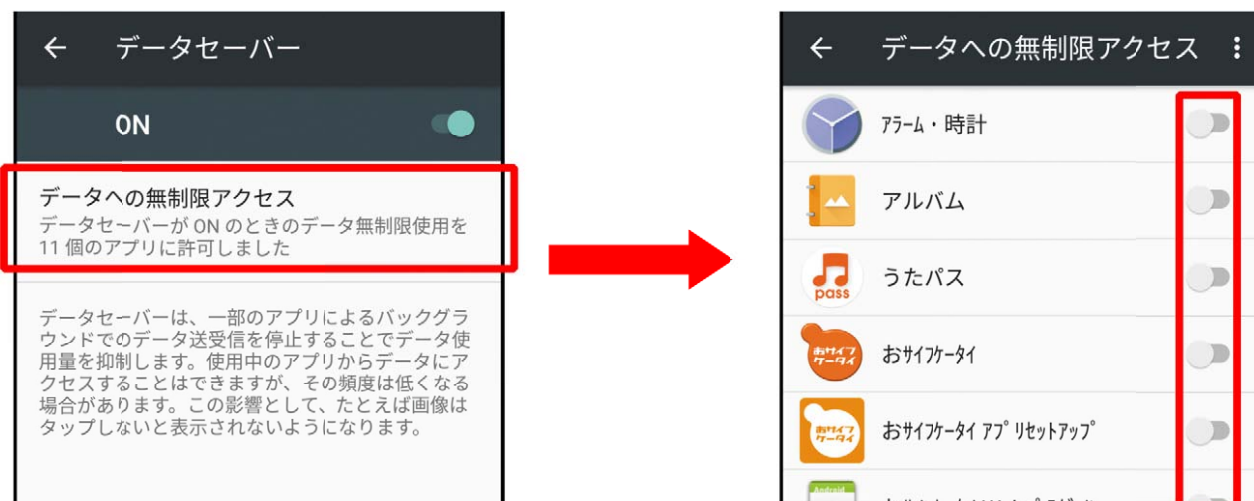 データセーバー
ON
データへの無制限アクセス
データセーバーが ON のときのデータ無制限使用を
11 個のアプリに許可しました
データセーバーは、一部のアプリによるバックグラ
ウンドでのデータ送受信を停止することでデータ使
用量を抑制します。使用中のアプリからデータにア
クセスすることはできますが、その頻度は低くなる
場合があります。この影響として、たとえば画像は
タップしないと表示されないようになります。
データへの無制限アクセス
ｱﾗｰﾑ・時計
アルバム
pass
うたパス
おサイフ
ケータイ
おｻｲﾌｹｰﾀｲ
おサイフ
ケータイ
おｻｲﾌｹｰﾀｲ ｱﾌﾟﾘｾｯﾄｱｯﾌﾟ
Android